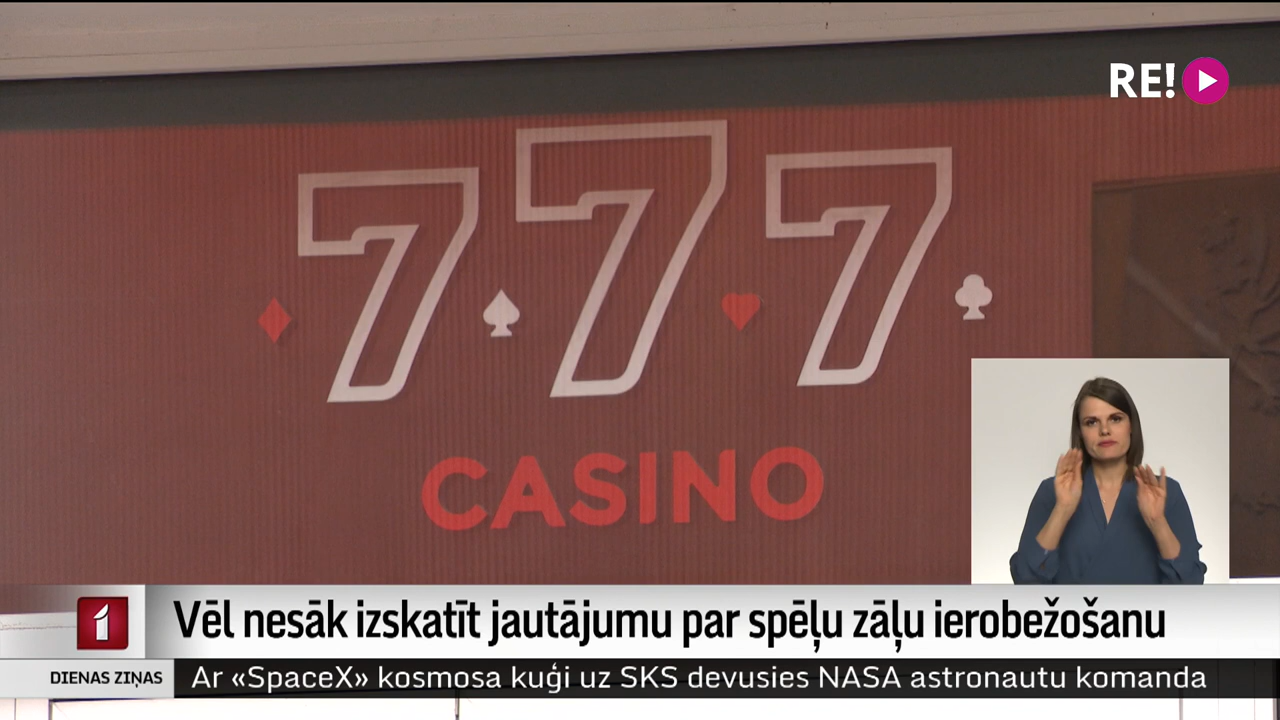 RE!
777
CASINO
1
Vēl nesāk izskatīt jautājumu par spēļu zāļu ierobežošanu
DIENAS ZIŅAS
Ar «SpaceX» kosmosa kuģi uz SKS devusies NASA astronautu komanda